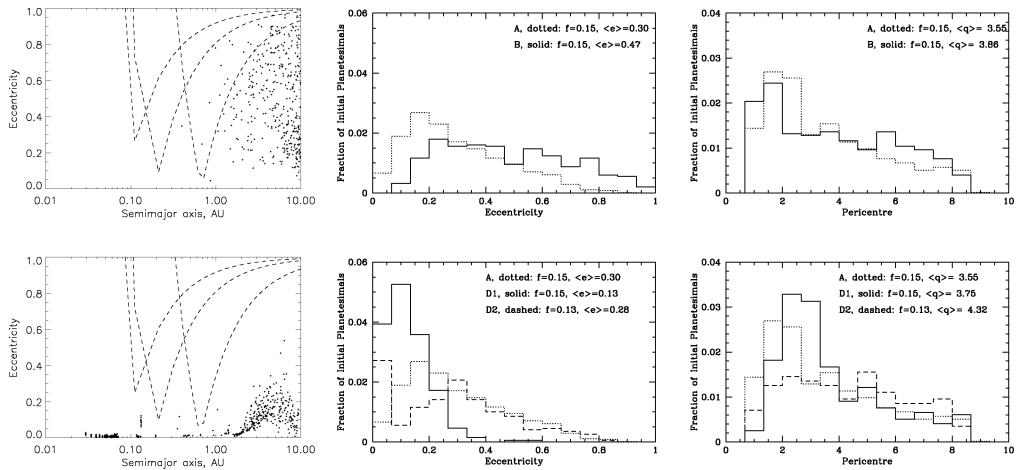 1.0
0.8
0.6
0.4
0.2
0.0
Eccentricity
0.01 0.10 1.00 10.00
Semimajor axis, AU
0.06
0.04
0.02
0
Fraction of Initial Planetesimals
A, dotted: f=0.15, <e>=0.30
B, solid: f=0.15, <e>=0.47
0 0.2 0.4 0.6 0.8 1
Eccentricity
0.04
0.03
0.02
0.01
0
Fraction of Initial Planetesimals
A, dotted: f=0.15, <q>= 3.55
B, solid: f=0.15, <q>= 3.86
0 2 4 6 8 10
Pericentre
1.0
0.8
0.6
0.4
0.2
0.0
Eccentricity
0.01 0.10 1.00 10.00
Semimajor axis, AU
0.06
0.04
0.02
0
Fraction of Initial Planetesimals
A, dotted: f=0.15, <e>=0.30
D1, solid: f=0.15, <e>=0.13
D2, dashed: f=0.13, <e>=0.28
0 0.2 0.4 0.6 0.8 1
Eccentricity
0.04
0.03
0.02
0.01
0
Fraction of Initial Planetesimals
A, dotted: f=0.15, <q>= 3.55
D1, solid: f=0.15, <q>= 3.75
D2, dashed: f=0.13, <q>= 4.32
0 2 4 6 8 10
Pericentre